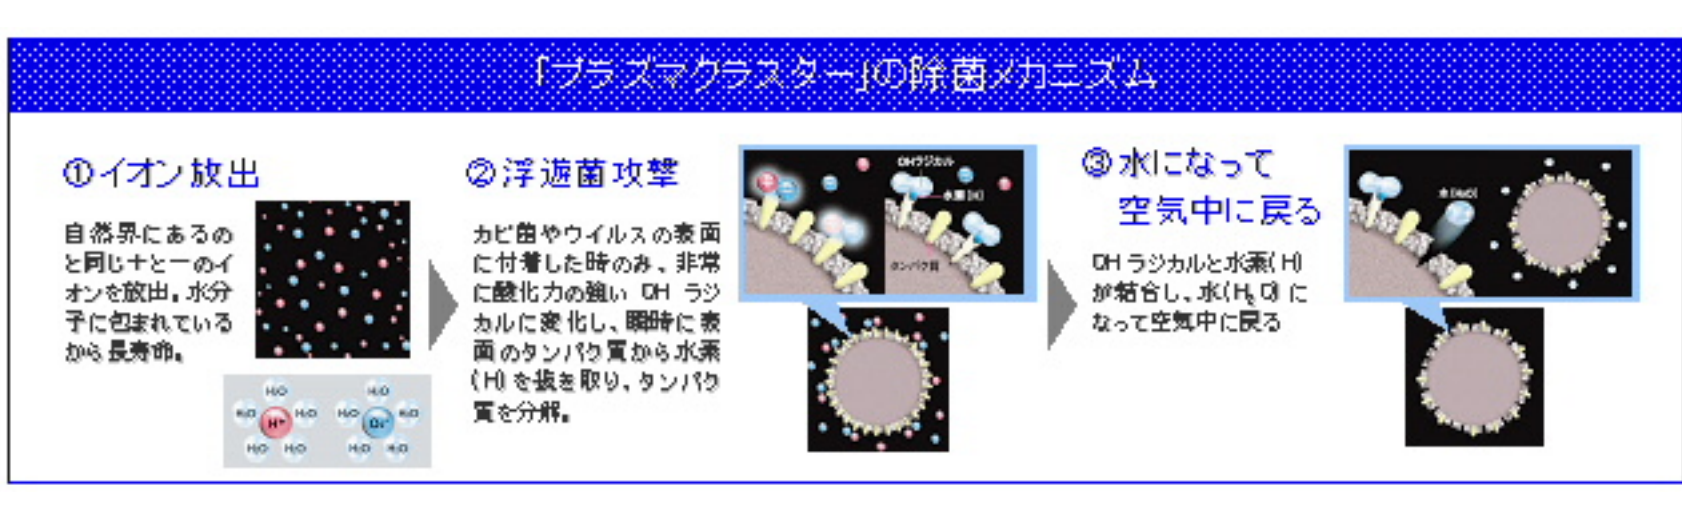 「プラズマクラスター」の除菌メカニズム
①イオン放出
自然界にあるの
と同じ＋と－のイ
オンを放出。水分
子に包まれている
から長寿命。
H₂O
H₂O
H₂O H⁺ H₂O
H₂O O₂⁻ H₂O
H₂O H₂O
H₂O H₂O
②浮遊菌攻撃
カビ菌やウイルスの表面
に付着した時のみ、非常
に酸化力の強い OH ラジ
カルに変化し、瞬時に表
面のタンパク質から水素
(H)を抜き取り、タンパク
質を分解。
OHラジカル
水素(H)
タンパク質
③水になって
空気中に戻る
OH ラジカルと水素(H)
が結合し、水(H₂O)に
なって空気中に戻る
水(H₂O)